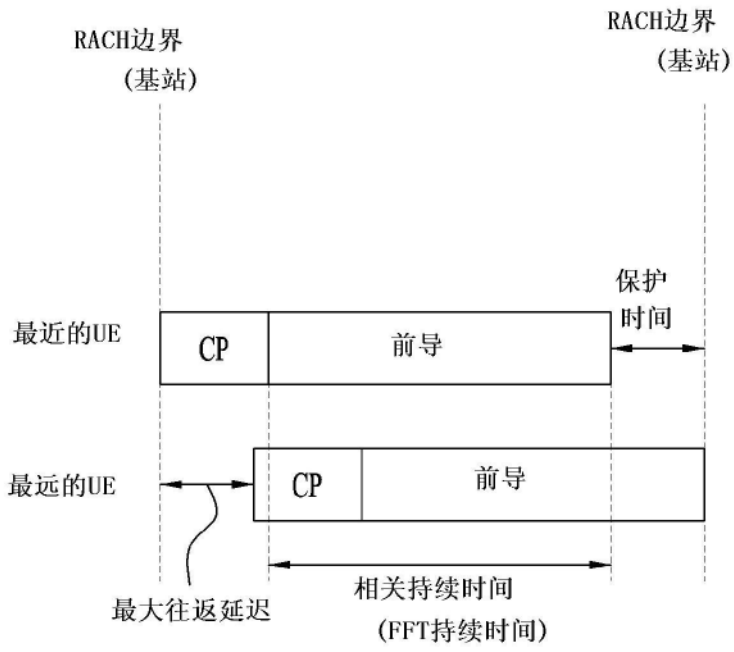 RACH边界
(基站)
RACH边界
(基站)
保护
时间
最近的UE
CP
前导
最远的UE
CP
前导
最大往返延迟
相关持续时间
(FFT持续时间)